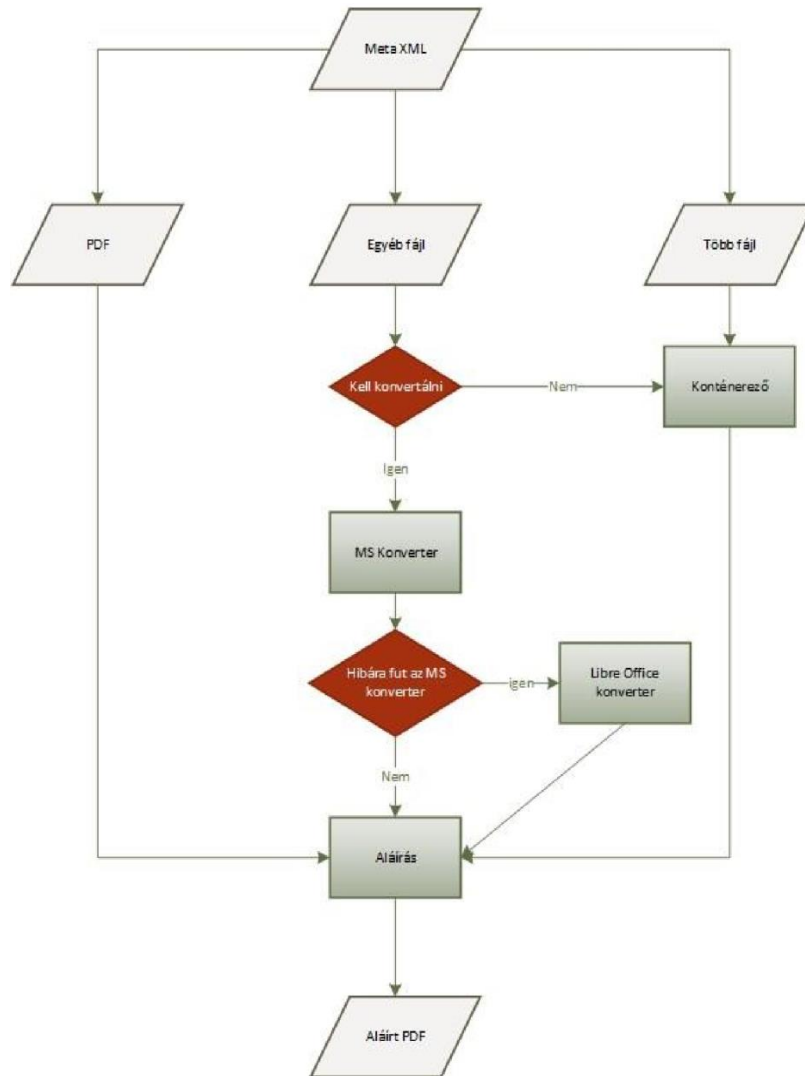 Meta XML
PDF
Egyéb fájl
Több fájl
Kell konvertálni
Nem
Konténerező
Igen
MS Konverter
Hibára fut az MS
konverter
Igen
Libre Office
konverter
Nem
Aláírás
Aláírt PDF